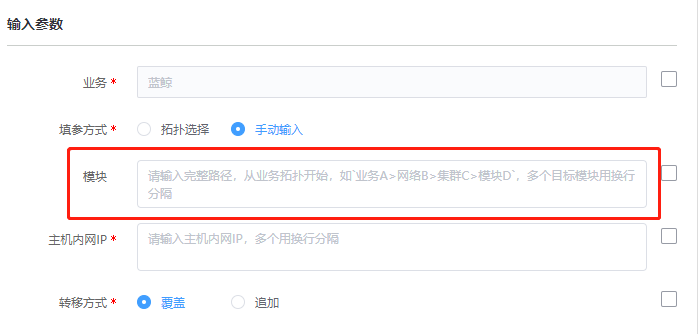 输入参数
业务 *
蓝鲸
填参方式 *
拓扑选择
手动输入
模块
请输入完整路径，从业务拓扑开始，如`业务A>网络B>集群C>模块D`，多个目标模块用换行
分隔
主机内网IP *
请输入主机内网IP，多个用换行分隔
转移方式 *
覆盖
追加